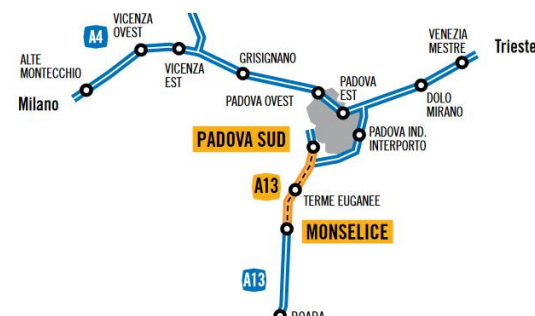 A4
VICENZA
OVEST
ALTE
MONTECCHIO
Milano
VICENZA
EST
GRISIGNANO
PADOVA OVEST
PADOVA
EST
VENEZIA
MESTRE
Trieste
DOLO
MIRANO
PADOVA IND.
INTERPORTO
PADOVA SUD
A13
TERME EUGANEE
MONSELICE
A13